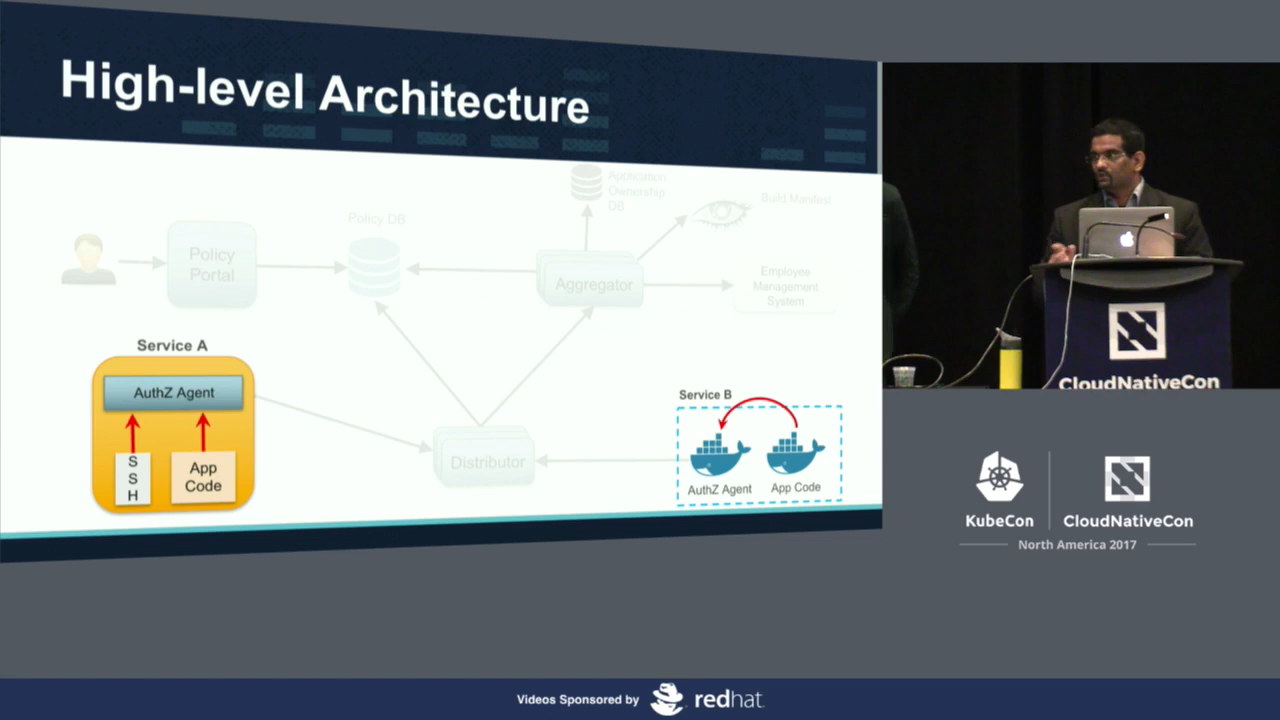 High-level Architecture
Application
Ownership
DB
Build Manifest
Policy DB
Policy
Portal
Aggregator
Employee
Management
System
Service A
AuthZ Agent
S
S
H
App
Code
Distributor
Service B
AuthZ Agent
App Code
CloudNativeCon
KubeCon
CloudNativeCon
North America 2017
Videos Sponsored by
redhat.